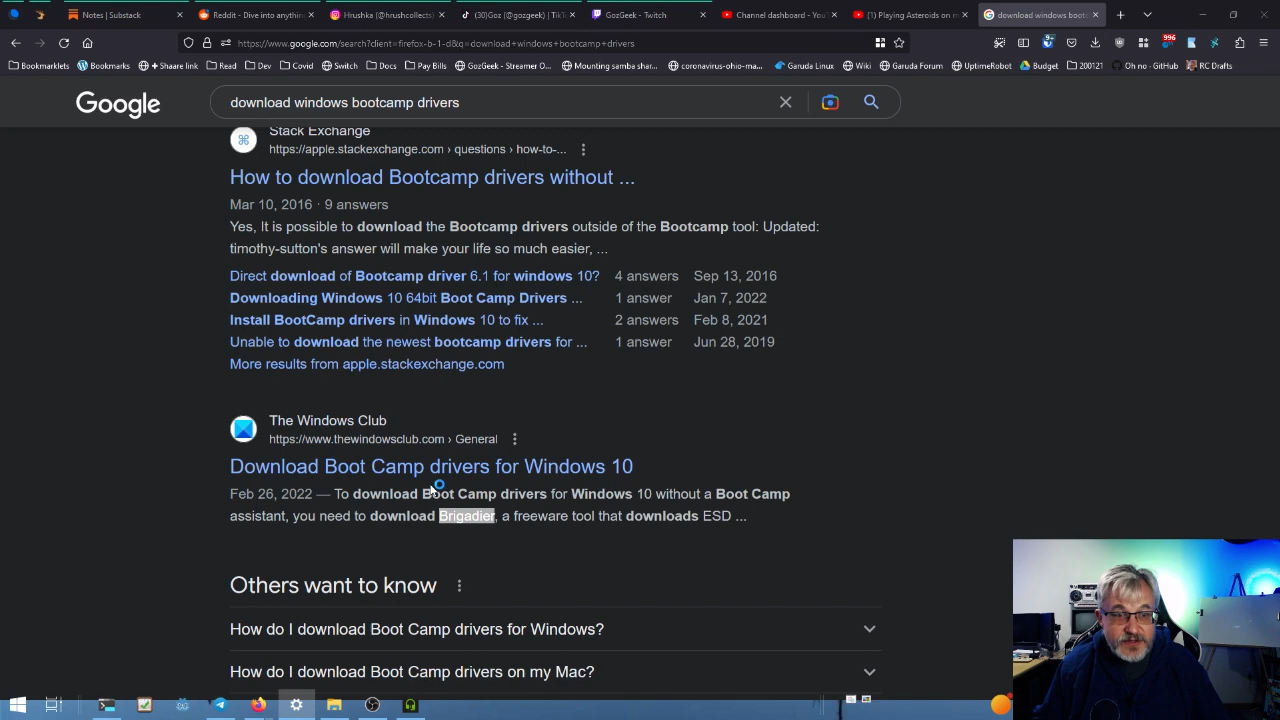 Notes | Substack
Reddit - Dive into anythin
Hrushka (@hrushcollects)
(30)Goz (@gozgeek) | TikT
GozGeek - Twitch
Channel dashboard - YouT
(1) Playing Asteroids on m
download windows bootc
https://www.google.com/search?client=firefox-b-1-d&q=download+windows+bootcamp+drivers
9+
996
Bookmarklets
Bookmarks
+ Shaare link
Read
Dev
Covid
Switch
Docs
Pay Bills
GozGeek - Streamer O...
Mounting samba shar...
coronavirus-ohio-ma...
Garuda Linux
Wiki
Garuda Forum
UptimeRobot
Budget
200121
Oh no - GitHub
RC Drafts
Google
download windows bootcamp drivers
Stack Exchange
https://apple.stackexchange.com › questions › how-to-...
How to download Bootcamp drivers without ...
Mar 10, 2016 · 9 answers
Yes, It is possible to download the Bootcamp drivers outside of the Bootcamp tool: Updated:
timothy-sutton's answer will make your life so much easier, ...
Direct download of Bootcamp driver 6.1 for windows 10? 4 answers Sep 13, 2016
Downloading Windows 10 64bit Boot Camp Drivers ... 1 answer Jan 7, 2022
Install BootCamp drivers in Windows 10 to fix ... 2 answers Feb 8, 2021
Unable to download the newest bootcamp drivers for ... 1 answer Jun 28, 2019
More results from apple.stackexchange.com
The Windows Club
https://www.thewindowsclub.com › General
Download Boot Camp drivers for Windows 10
Feb 26, 2022 — To download Boot Camp drivers for Windows 10 without a Boot Camp
assistant, you need to download Brigadier, a freeware tool that downloads ESD ...
Others want to know
How do I download Boot Camp drivers for Windows?
How do I download Boot Camp drivers on my Mac?